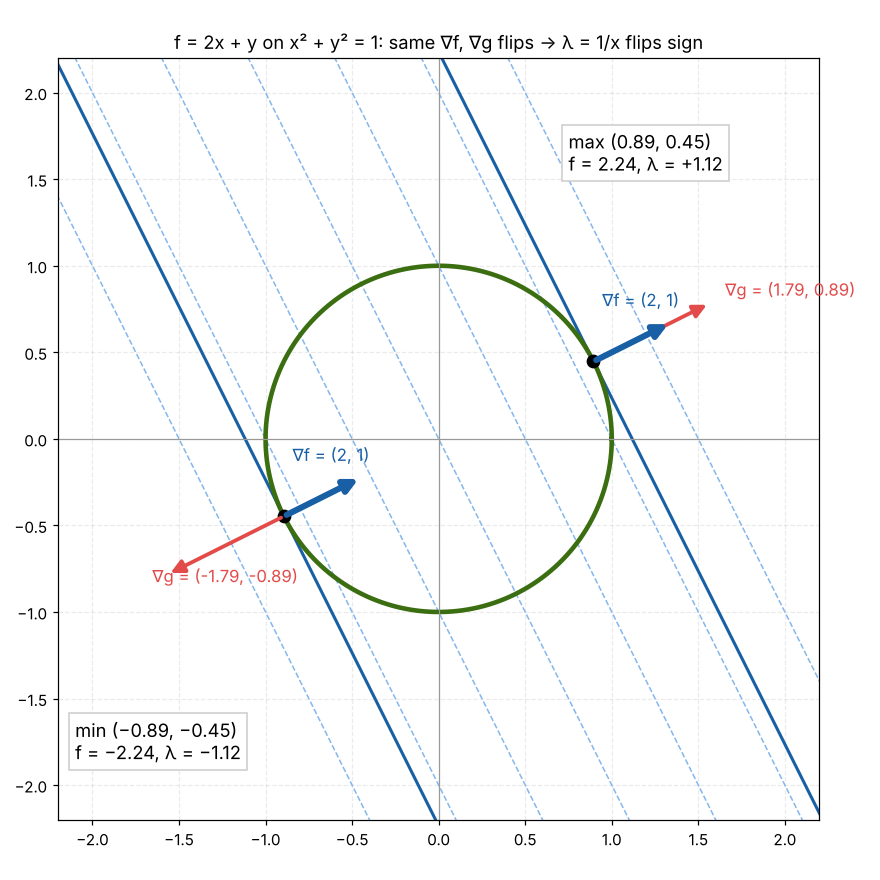 f = 2x + y on x² + y² = 1: same ∇f, ∇g flips → λ = 1/x flips sign
2.0
1.5
1.0
0.5
0.0
−0.5
−1.0
−1.5
−2.0
max (0.89, 0.45)
f = 2.24, λ = +1.12
∇g = (1.79, 0.89)
∇f = (2, 1)
∇f = (2, 1)
∇g = (-1.79, -0.89)
min (−0.89, −0.45)
f = −2.24, λ = −1.12
−2.0 −1.5 −1.0 −0.5 0.0 0.5 1.0 1.5 2.0